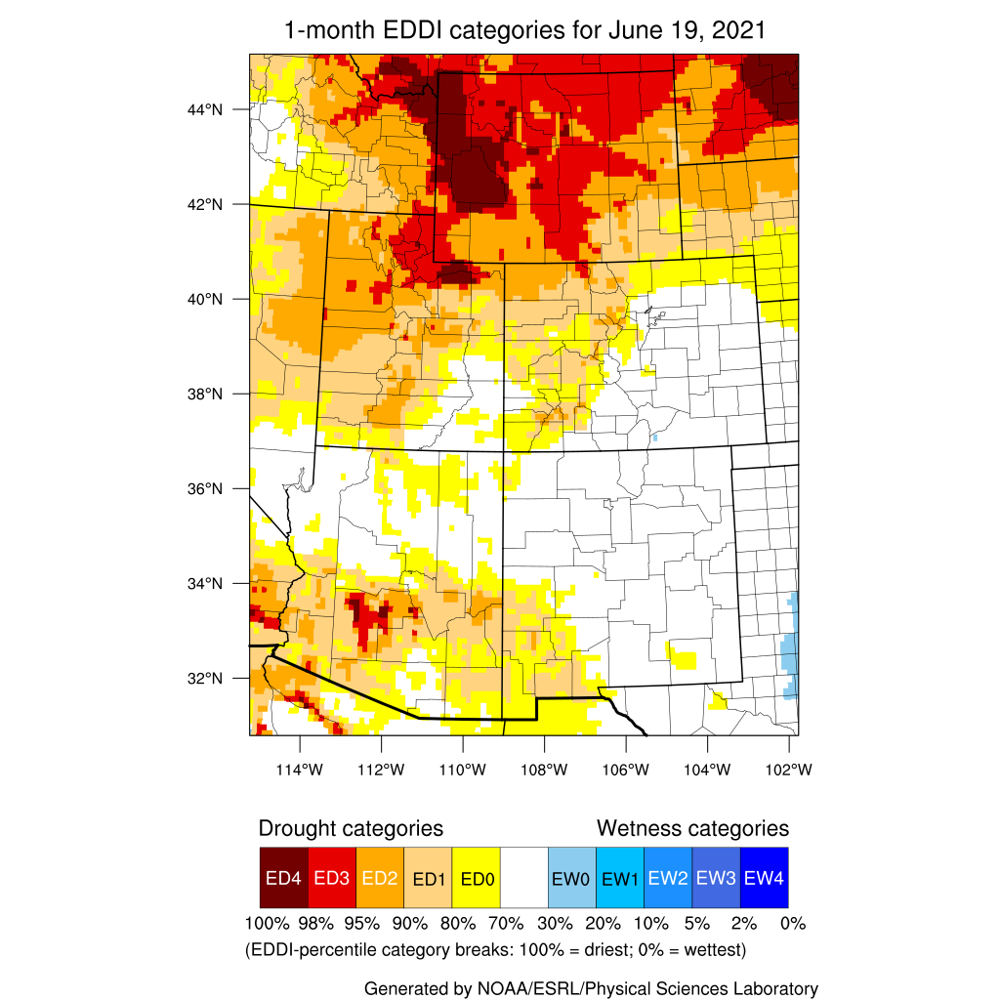 1-month EDDI categories for June 19, 2021
44°N
42°N
40°N
38°N
36°N
34°N
32°N
114°W 112°W 110°W 108°W 106°W 104°W 102°W
Drought categories Wetness categories
ED4 ED3 ED2 ED1 ED0 EW0 EW1 EW2 EW3 EW4
100% 98% 95% 90% 80% 70% 30% 20% 10% 5% 2% 0%
(EDDI-percentile category breaks: 100% = driest; 0% = wettest)
Generated by NOAA/ESRL/Physical Sciences Laboratory